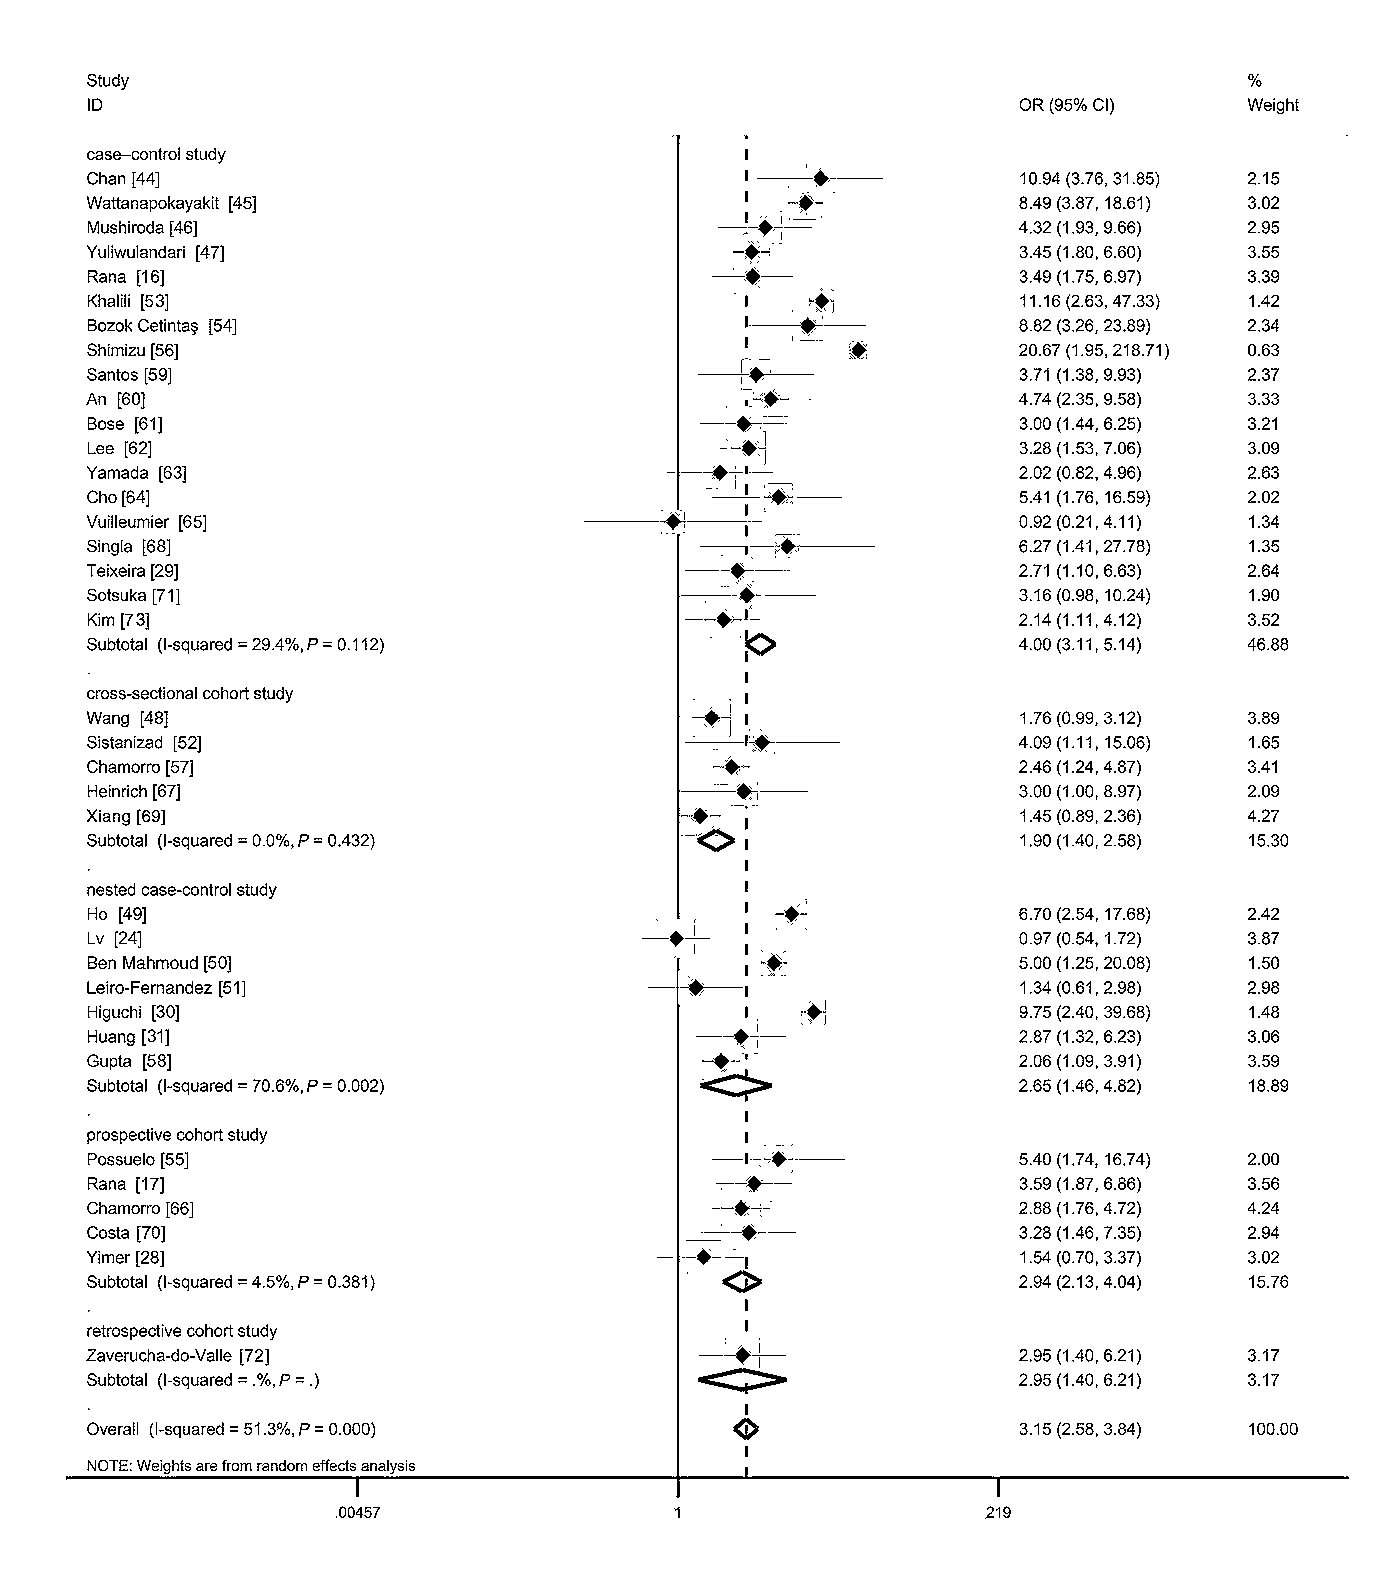 Study %
ID OR (95% CI) Weight
case–control study
Chan [44] 10.94 (3.76, 31.85) 2.15
Wattanapokayakit [45] 8.49 (3.87, 18.61) 3.02
Mushiroda [46] 4.32 (1.93, 9.66) 2.95
Yuliwulandari [47] 3.45 (1.80, 6.60) 3.55
Rana [16] 3.49 (1.75, 6.97) 3.39
Khalili [53] 11.16 (2.63, 47.33) 1.42
Bozok Cetintaş [54] 8.82 (3.26, 23.89) 2.34
Shimizu [56] 20.67 (1.95, 218.71) 0.63
Santos [59] 3.71 (1.38, 9.93) 2.37
An [60] 4.74 (2.35, 9.58) 3.33
Bose [61] 3.00 (1.44, 6.25) 3.21
Lee [62] 3.28 (1.53, 7.06) 3.09
Yamada [63] 2.02 (0.82, 4.96) 2.63
Cho [64] 5.41 (1.76, 16.59) 2.02
Vuilleumier [65] 0.92 (0.21, 4.11) 1.34
Singla [68] 6.27 (1.41, 27.78) 1.35
Teixeira [29] 2.71 (1.10, 6.63) 2.64
Sotsuka [71] 3.16 (0.98, 10.24) 1.90
Kim [73] 2.14 (1.11, 4.12) 3.52
Subtotal (I-squared = 29.4%, P = 0.112) 4.00 (3.11, 5.14) 46.88
.
cross-sectional cohort study
Wang [48] 1.76 (0.99, 3.12) 3.89
Sistanizad [52] 4.09 (1.11, 15.06) 1.65
Chamorro [57] 2.46 (1.24, 4.87) 3.41
Heinrich [67] 3.00 (1.00, 8.97) 2.09
Xiang [69] 1.45 (0.89, 2.36) 4.27
Subtotal (I-squared = 0.0%, P = 0.432) 1.90 (1.40, 2.58) 15.30
.
nested case-control study
Ho [49] 6.70 (2.54, 17.68) 2.42
Lv [24] 0.97 (0.54, 1.72) 3.87
Ben Mahmoud [50] 5.00 (1.25, 20.08) 1.50
Leiro-Fernandez [51] 1.34 (0.61, 2.98) 2.98
Higuchi [30] 9.75 (2.40, 39.68) 1.48
Huang [31] 2.87 (1.32, 6.23) 3.06
Gupta [58] 2.06 (1.09, 3.91) 3.59
Subtotal (I-squared = 70.6%, P = 0.002) 2.65 (1.46, 4.82) 18.89
.
prospective cohort study
Possuelo [55] 5.40 (1.74, 16.74) 2.00
Rana [17] 3.59 (1.87, 6.86) 3.56
Chamorro [66] 2.88 (1.76, 4.72) 4.24
Costa [70] 3.28 (1.46, 7.35) 2.94
Yimer [28] 1.54 (0.70, 3.37) 3.02
Subtotal (I-squared = 4.5%, P = 0.381) 2.94 (2.13, 4.04) 15.76
.
retrospective cohort study
Zaverucha-do-Valle [72] 2.95 (1.40, 6.21) 3.17
Subtotal (I-squared = .%, P = .) 2.95 (1.40, 6.21) 3.17
.
Overall (I-squared = 51.3%, P = 0.000) 3.15 (2.58, 3.84) 100.00
NOTE: Weights are from random effects analysis
.00457 1 219